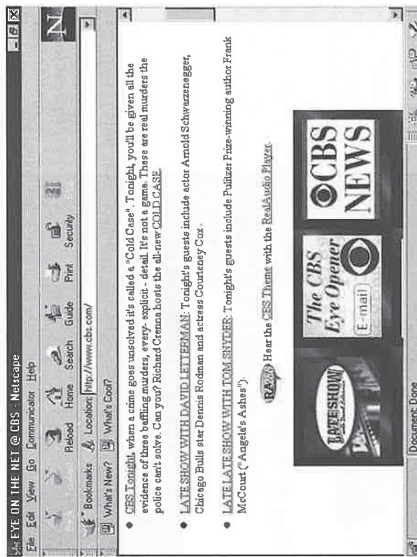 EYE ON THE NET @ CBS - Netscape
File Edit View Go Communicator Help
Reload Home Search Guide Print Security
Bookmarks Location: http://www.cbs.com/
What's New? What's Cool?
CBS Tonight, when a crime goes unsolved it's called a "Cold Case". Tonight, you'll be given all the
evidence of three baffling murders, every- explicit - detail. It's not a game. These are real murders the
police can't solve. Can you? Richard Crenna hosts the all-new COLD CASE.
LATE SHOW WITH DAVID LETTERMAN: Tonight's guests include actor Arnold Schwarzenegger,
Chicago Bulls star Dennis Rodman and actress Courteney Cox.
LATE LATE SHOW WITH TOM SNYDER: Tonight's guests include Pulitzer Prize-winning author Frank
McCourt ("Angela's Ashes").
RA Hear the CBS Theme with the RealAudio Player.
LATE SHOW
The CBS
Eye Opener
E-mail
CBS
NEWS
Document: Done